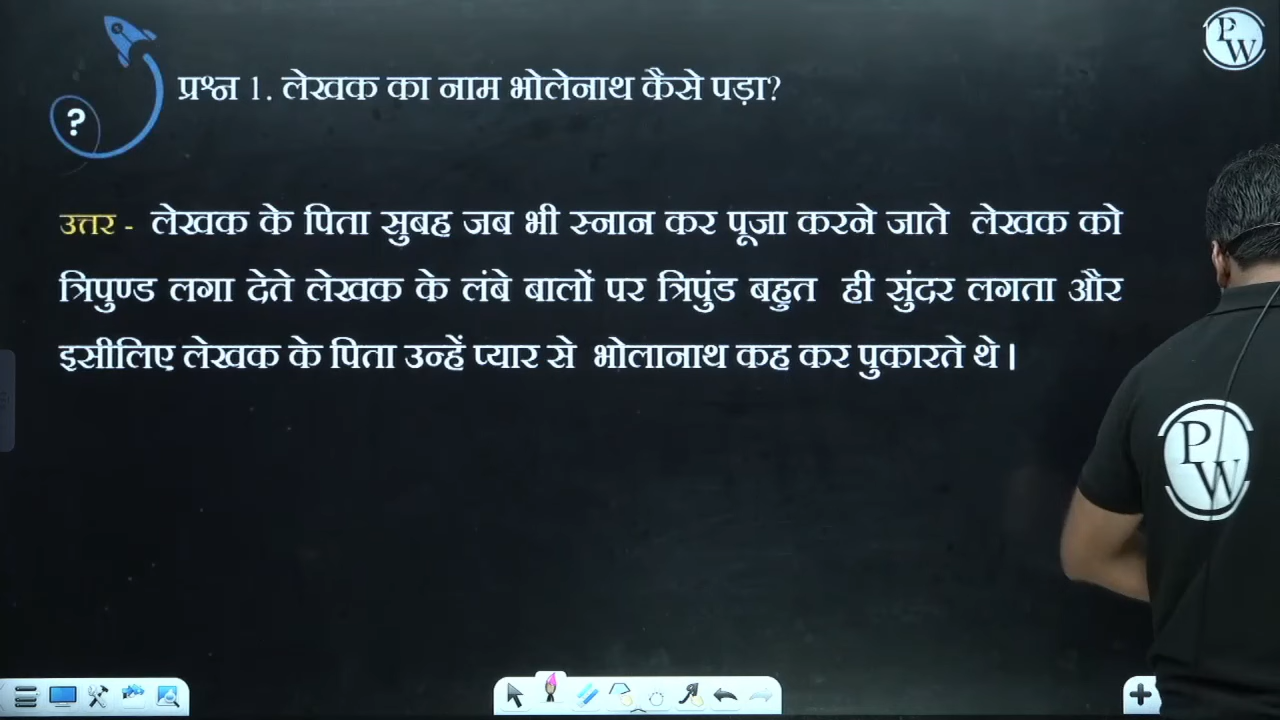 ? प्रश्न 1. लेखक का नाम भोलेनाथ कैसे पड़ा?
PW
उत्तर - लेखक के पिता सुबह जब भी स्नान कर पूजा करने जाते लेखक को
त्रिपुण्ड लगा देते लेखक के लंबे बालों पर त्रिपुंड बहुत ही सुंदर लगता और
इसीलिए लेखक के पिता उन्हें प्यार से भोलानाथ कह कर पुकारते थे।
PW